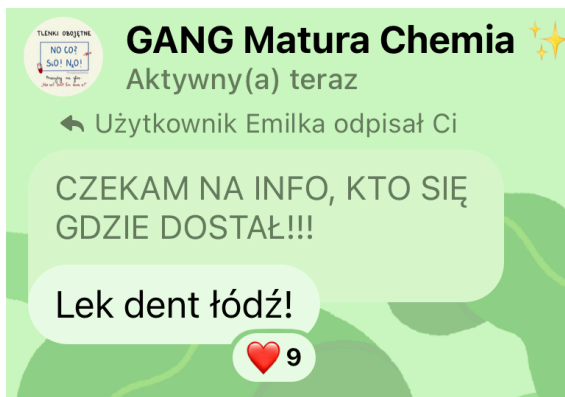 TLENKI OBOJĘTNE
NO CO?
SiO! N₂O!
GANG Matura Chemia ✨
Aktywny(a) teraz
Użytkownik Emilka odpisał Ci
CZEKAM NA INFO, KTO SIĘ
GDZIE DOSTAŁ!!!
Lek dent łódź!
❤️ 9